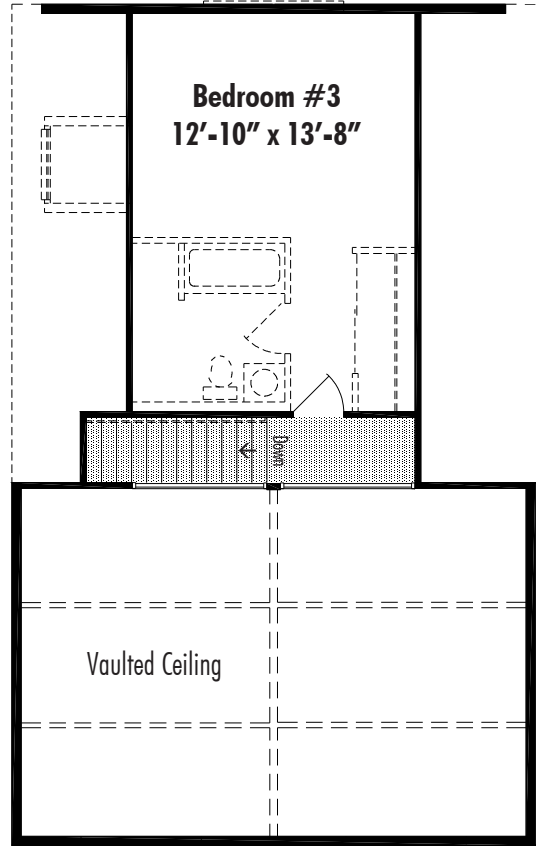 Bedroom #3
12′-10″ x 13′-8″
Down
Vaulted Ceiling